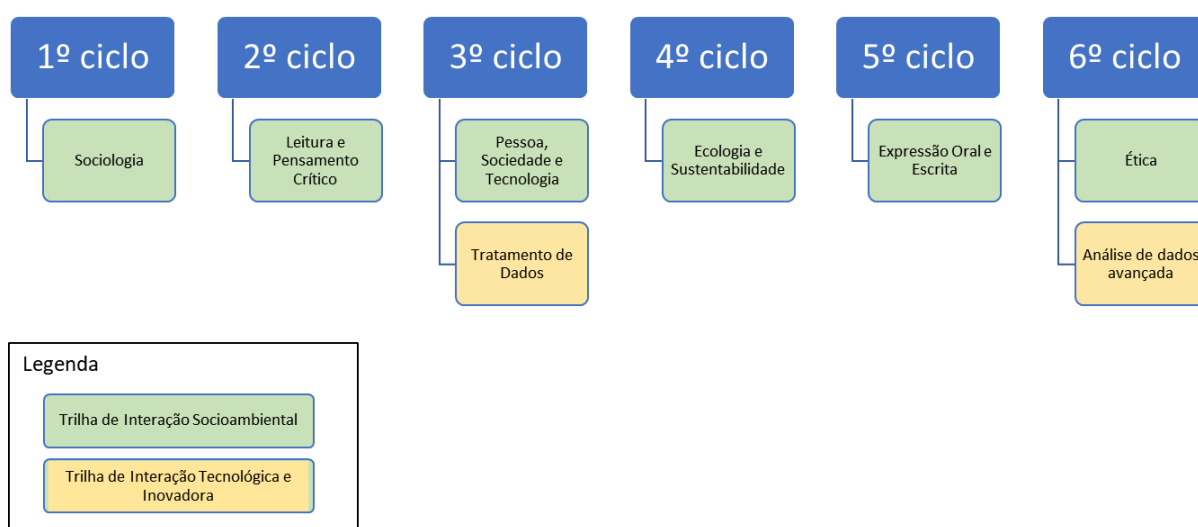 1º ciclo
2º ciclo
3º ciclo
4º ciclo
5º ciclo
6º ciclo
Sociologia
Leitura e
Pensamento
Crítico
Pessoa,
Sociedade e
Tecnologia
Ecologia e
Sustentabilidade
Expressão Oral e
Escrita
Ética
Tratamento de
Dados
Análise de dados
avançada
Legenda
Trilha de Interação Socioambiental
Trilha de Interação Tecnológica e
Inovadora